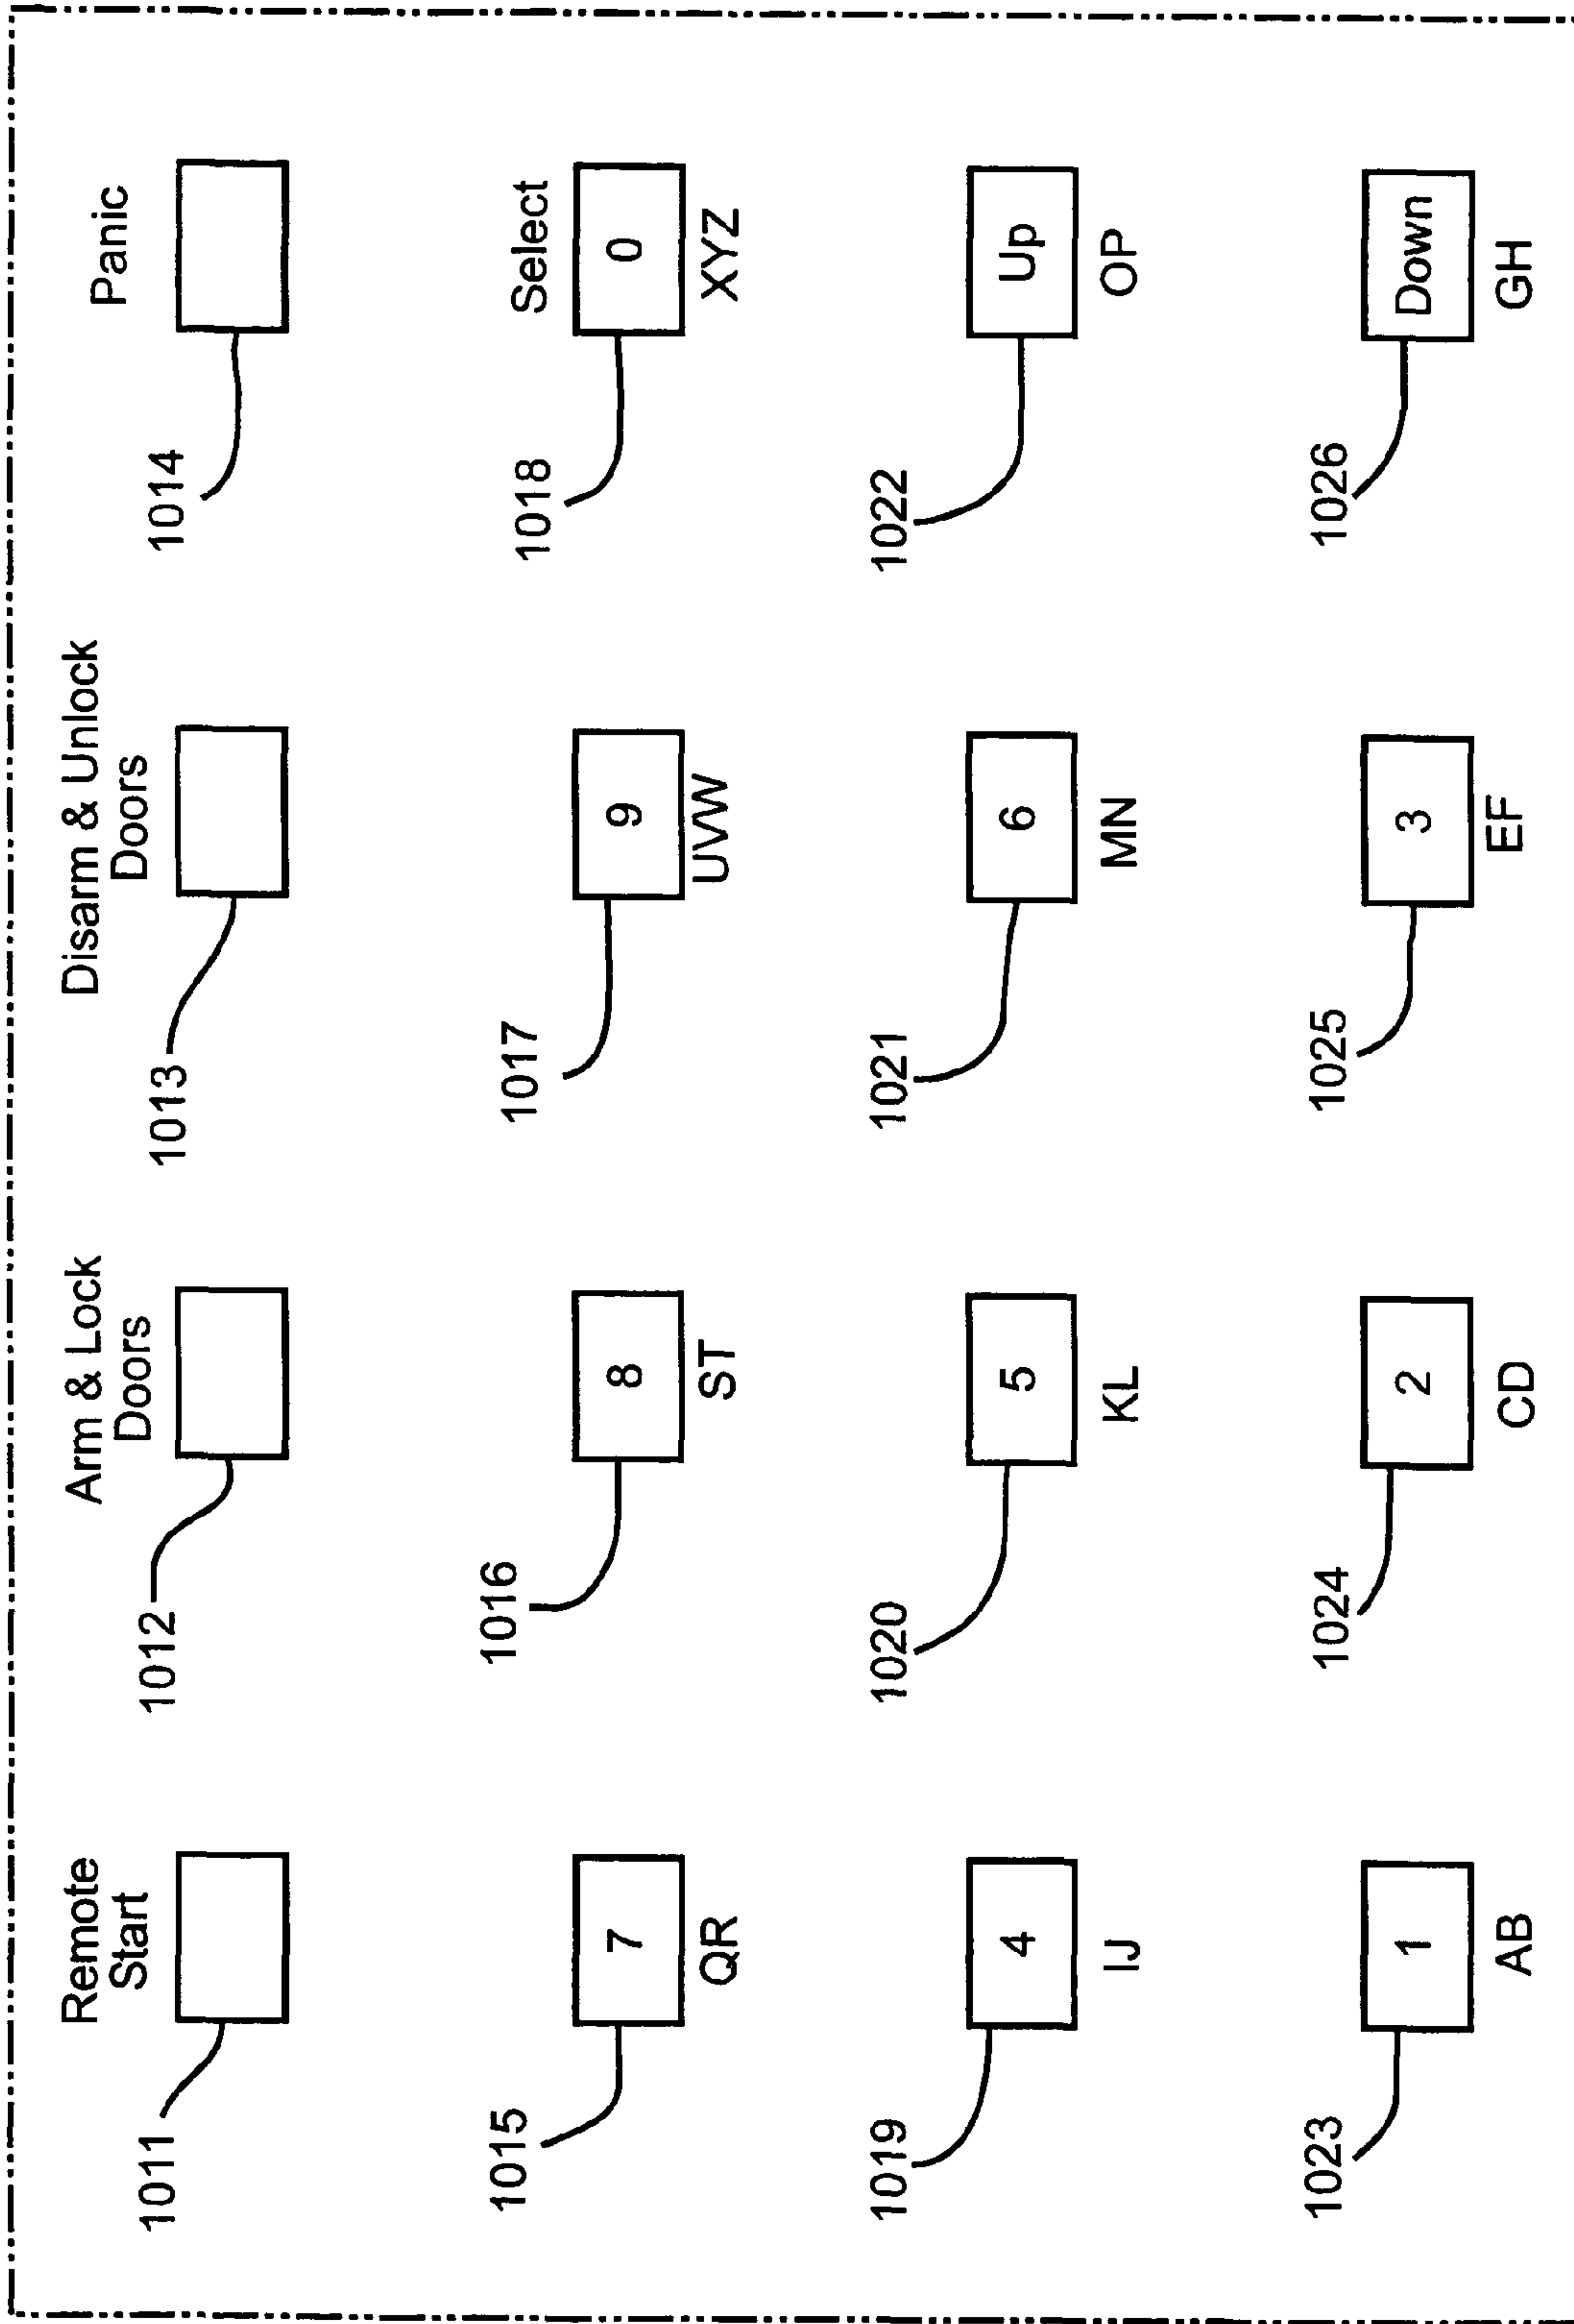 Remote
Start
1011
Arm & Lock
Doors
1012
Disarm & Unlock
Doors
1013
Panic
1014
1015
7
QR
1016
8
ST
1017
9
UVW
Select
1018
0
XYZ
1019
4
IJ
1020
5
KL
1021
6
MN
1022
Up
OP
1023
1
AB
1024
2
CD
1025
3
EF
1026
Down
GH